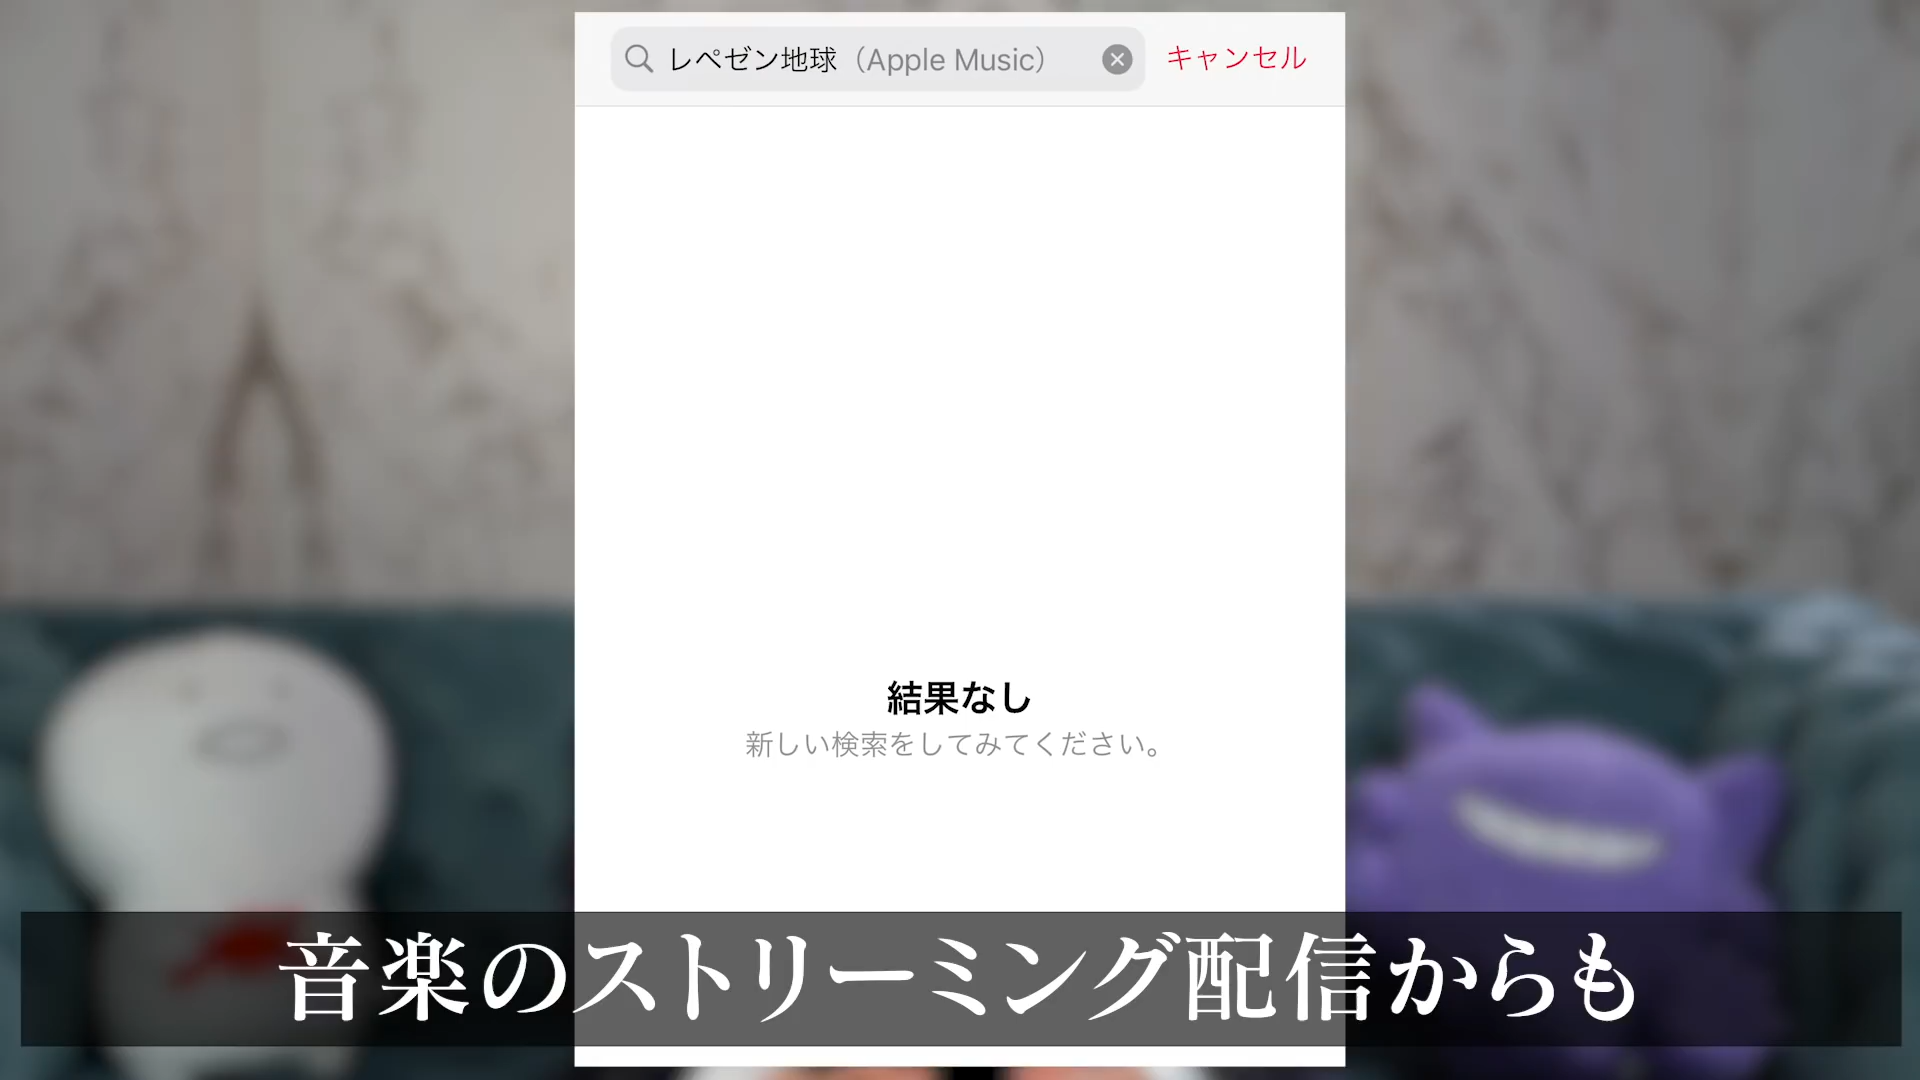 レペゼン地球（Apple Music）
キャンセル
結果なし
新しい検索をしてみてください。
音楽のストリーミング配信からも